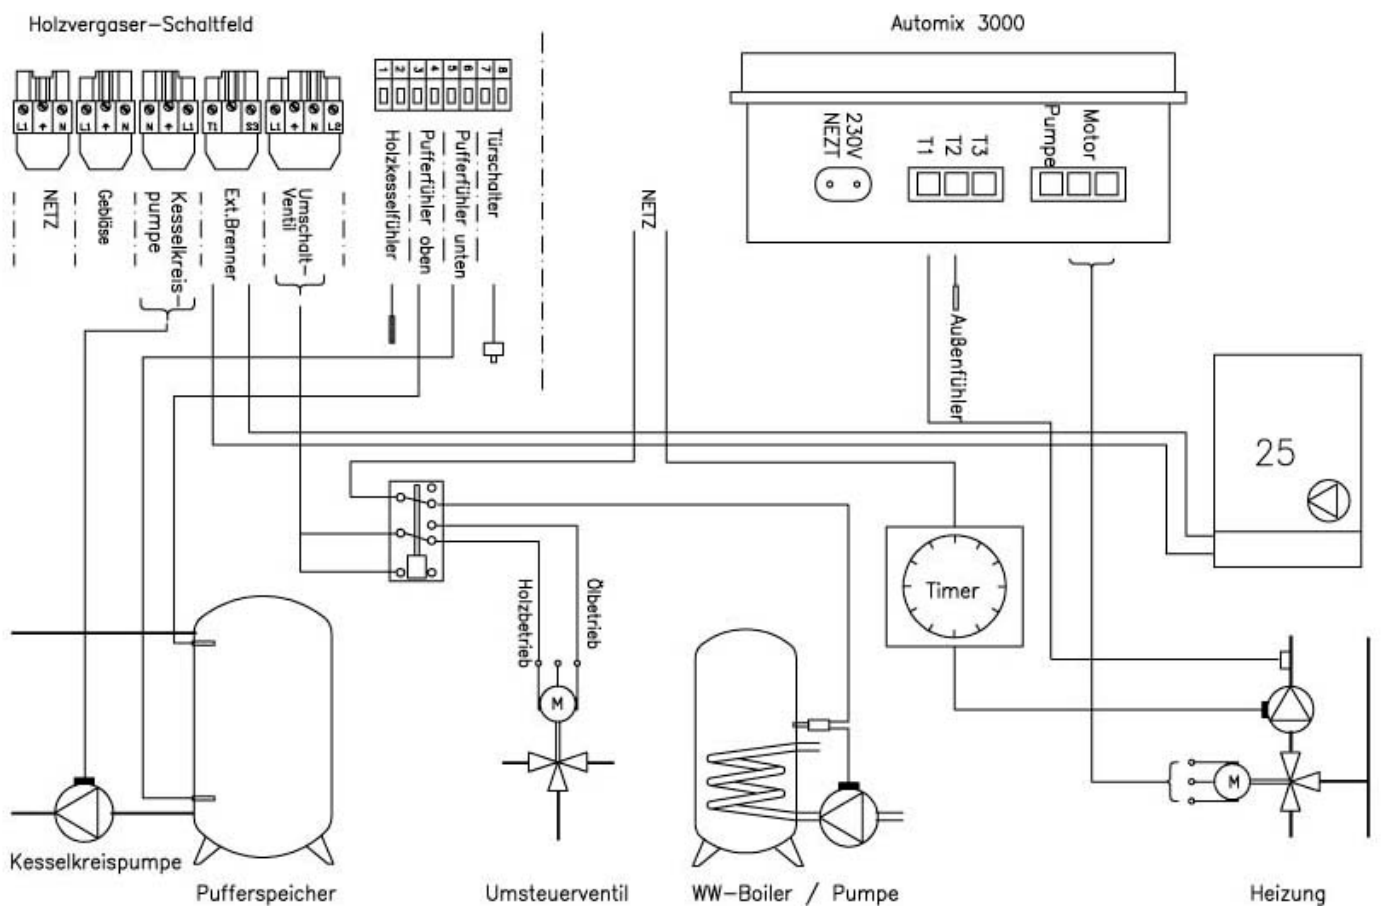 Holzvergaser-Schaltfeld
Automix 3000
1 2 3 4 5 6 7 8
L1 N
L1 N
N L1
T1 S3
L1 N L2
NETZ
Gebläse
Kesselkreis-
pumpe
Ext.Brenner
Umschalt-
Ventil
Holzkesselfühler
Pufferfühler oben
Pufferfühler unten
Türschalter
NETZ
230V
NEZT
T1
T2
T3
Pumpe
Motor
Außenfühler
25
Timer
Holzbetrieb
Ölbetrieb
M
M
Kesselkreispumpe
Pufferspeicher
Umsteuerventil
WW-Boiler / Pumpe
Heizung